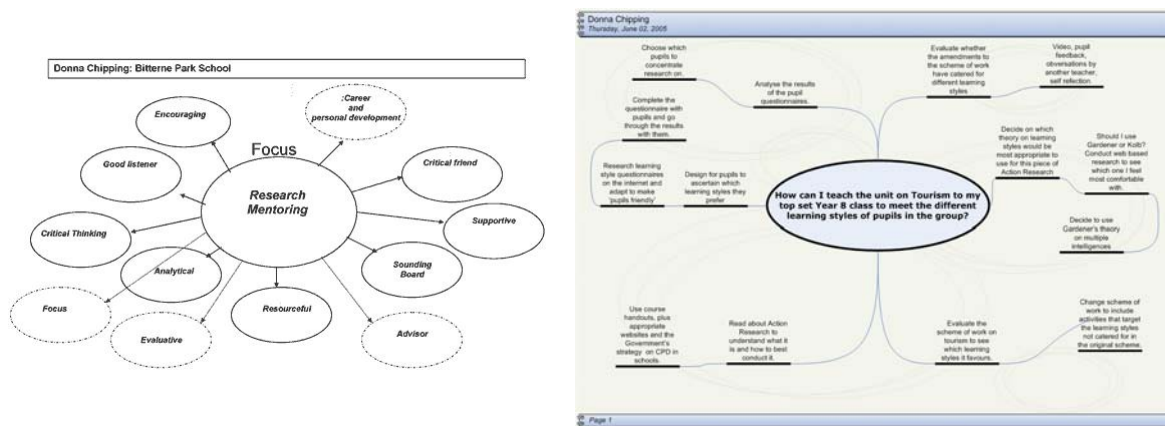 Donna Chipping: Bitterne Park School
:Career
and
personal development
Encouraging
Focus
Good listener
Critical friend
Research
Mentoring
Supportive
Critical Thinking
Sounding
Board
Analytical
Focus
Resourceful
Evaluative
Advisor
Donna Chipping
Thursday, June 02, 2005
Choose which
pupils to
concentrate
research on.
Analyse the results
of the pupil
questionnaires.
Complete the
questionnaire with
pupils and go
through the results
with them.
Research learning
style questionnaires
on the internet and
adapt to make
'pupils friendly'
Design for pupils to
ascertain which
learning styles they
prefer
Evaluate whether
the amendments to
the scheme of work
have catered for
different learning
styles
Video, pupil
feedback,
obversations by
another teacher,
self reflection.
Decide on which
theory on learning
styles would be
most appropriate to
use for this piece of
Action Research
Should I use
Gardener or Kolb?
Conduct web based
research to see
which one I feel
most comfortable
with.
Decide to use
Gardener's theory
on multiple
intelligences
How can I teach the unit on Tourism to my
top set Year 8 class to meet the different
learning styles of pupils in the group?
Use course
handouts, plus
appropriate
websites and the
Government's
strategy on CPD in
schools.
Read about Action
Research to
understand what it
is and how to best
conduct it.
Evaluate the
scheme of work on
tourism to see
which learning
styles it favours.
Change scheme of
work to include
activities that target
the learning styles
not catered for in
the original scheme.
Page 1